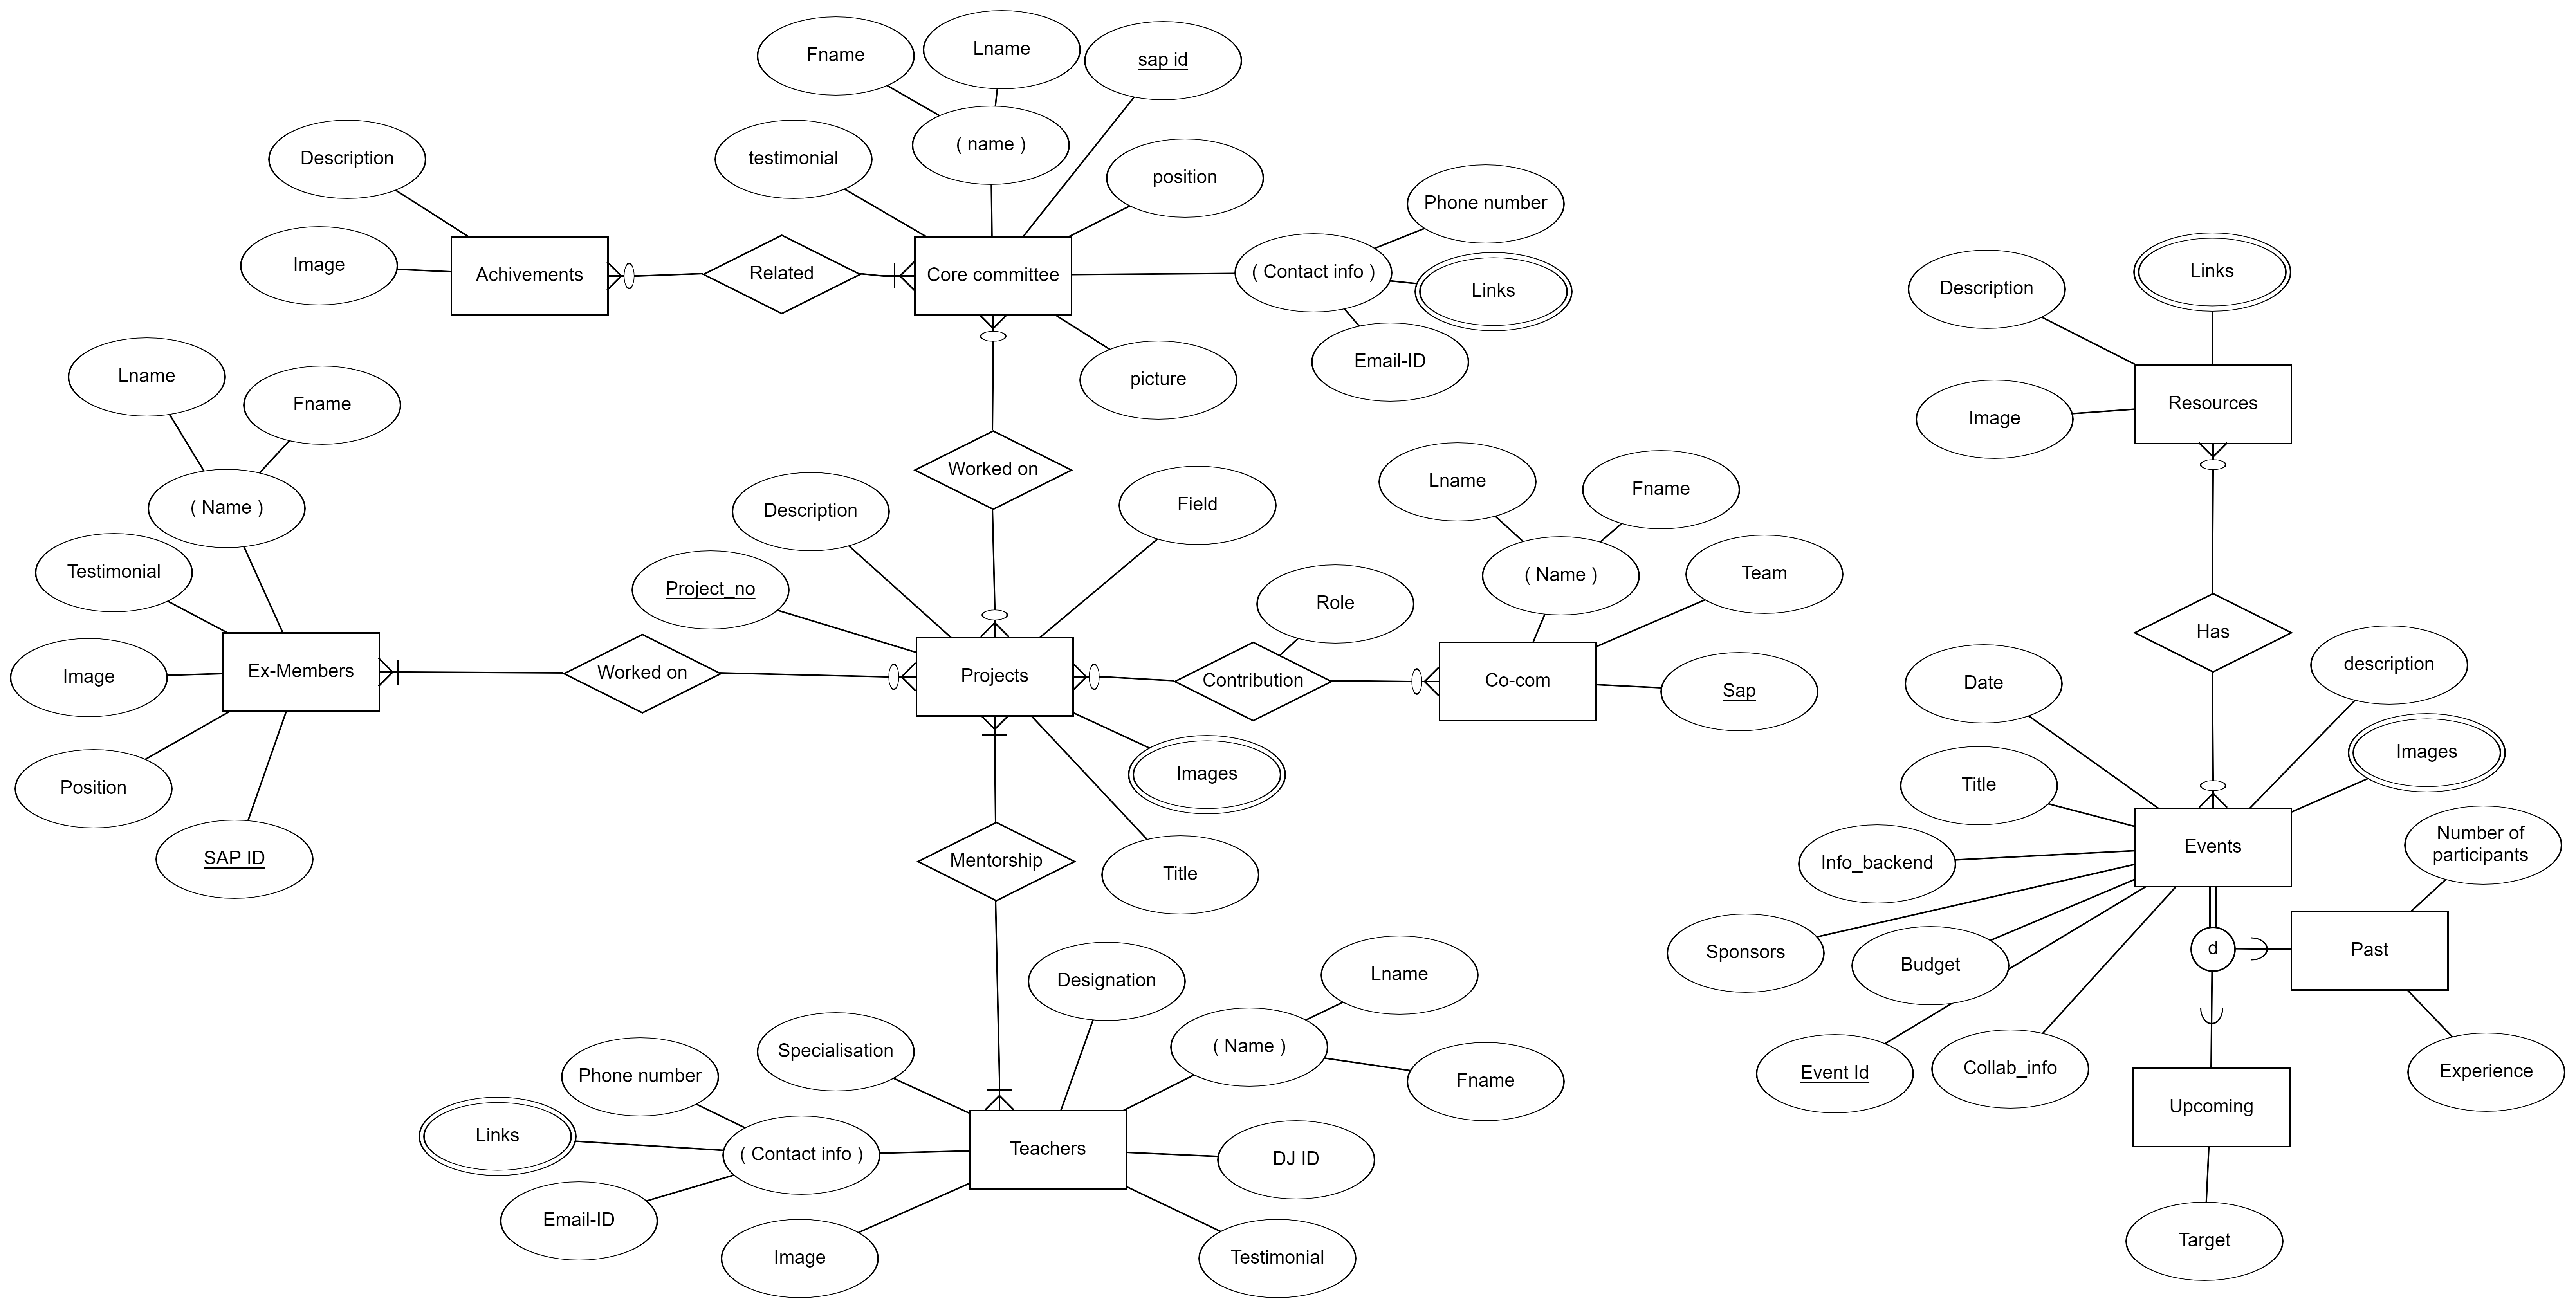 Fname
Lname
sap id
( name )
testimonial
position
Description
Image
Achivements
Related
Core committee
( Contact info )
Phone number
Links
Email-ID
picture
Lname
Fname
( Name )
Testimonial
Image
Ex-Members
Position
SAP ID
Worked on
Worked on
Description
Project_no
Field
Projects
Images
Title
Contribution
Role
Lname
Fname
( Name )
Team
Co-com
Sap
Mentorship
Designation
Specialisation
Phone number
Links
( Contact info )
Email-ID
Image
Teachers
Lname
( Name )
Fname
DJ ID
Testimonial
Description
Links
Image
Resources
Has
Date
description
Title
Images
Info_backend
Events
Number of
participants
Sponsors
Budget
d
Past
Event Id
Collab_info
Experience
Upcoming
Target